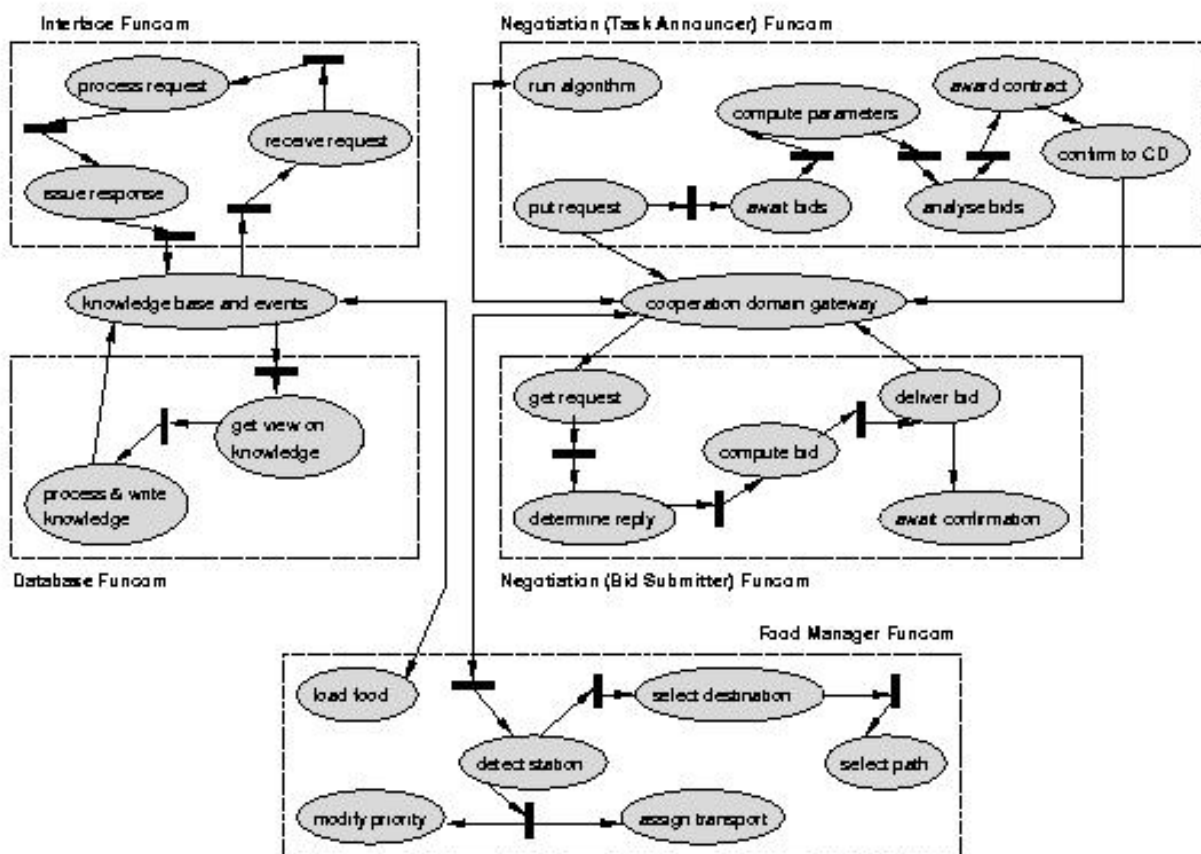 Interface Funcom
Negotiation (Task Announcer) Funcom
process request
receive request
issue response
run algorithm
compute parameters
award contract
confirm to CD
put request
await bids
analyse bids
knowledge base and events
cooperation domain gateway
get view on
knowledge
process & write
knowledge
get request
deliver bid
compute bid
determine reply
await confirmation
Database Funcom
Negotiation (Bid Submitter) Funcom
Food Manager Funcom
load food
select destination
detect station
select path
modify priority
assign transport